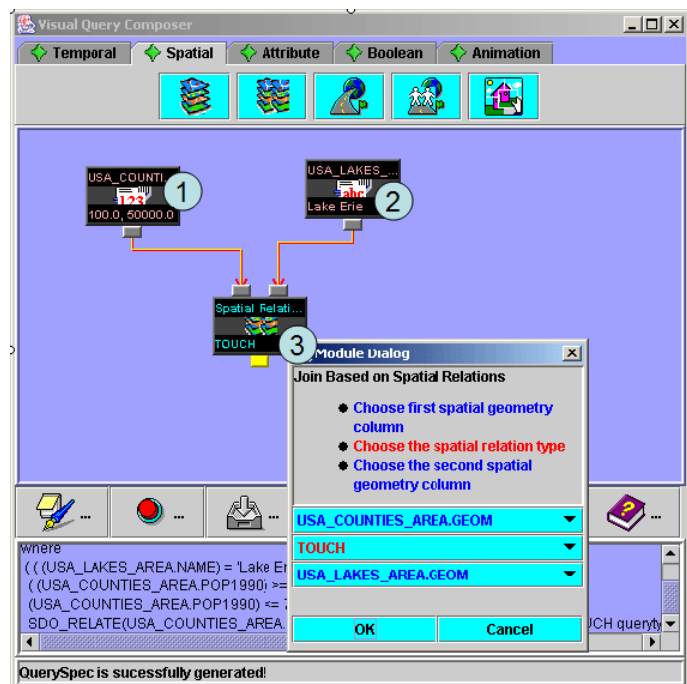 Visual Query Composer
Temporal Spatial Attribute Boolean Animation
USA_COUNTI...
123
100.0, 50000.0
1
USA_LAKES_...
abc
Lake Erie
2
Spatial Relati...
TOUCH
3
Module Dialog
Join Based on Spatial Relations
Choose first spatial geometry
column
Choose the spatial relation type
Choose the second spatial
geometry column
USA_COUNTIES_AREA.GEOM
TOUCH
USA_LAKES_AREA.GEOM
OK Cancel
... ... ... ...
where
( ( (USA_LAKES_AREA.NAME) = 'Lake Er
( (USA_COUNTIES_AREA.POP1990) >=
(USA_COUNTIES_AREA.POP1990) <= 7
SDO_RELATE(USA_COUNTIES_AREA. UCH queryty
QuerySpec is sucessfully generated!